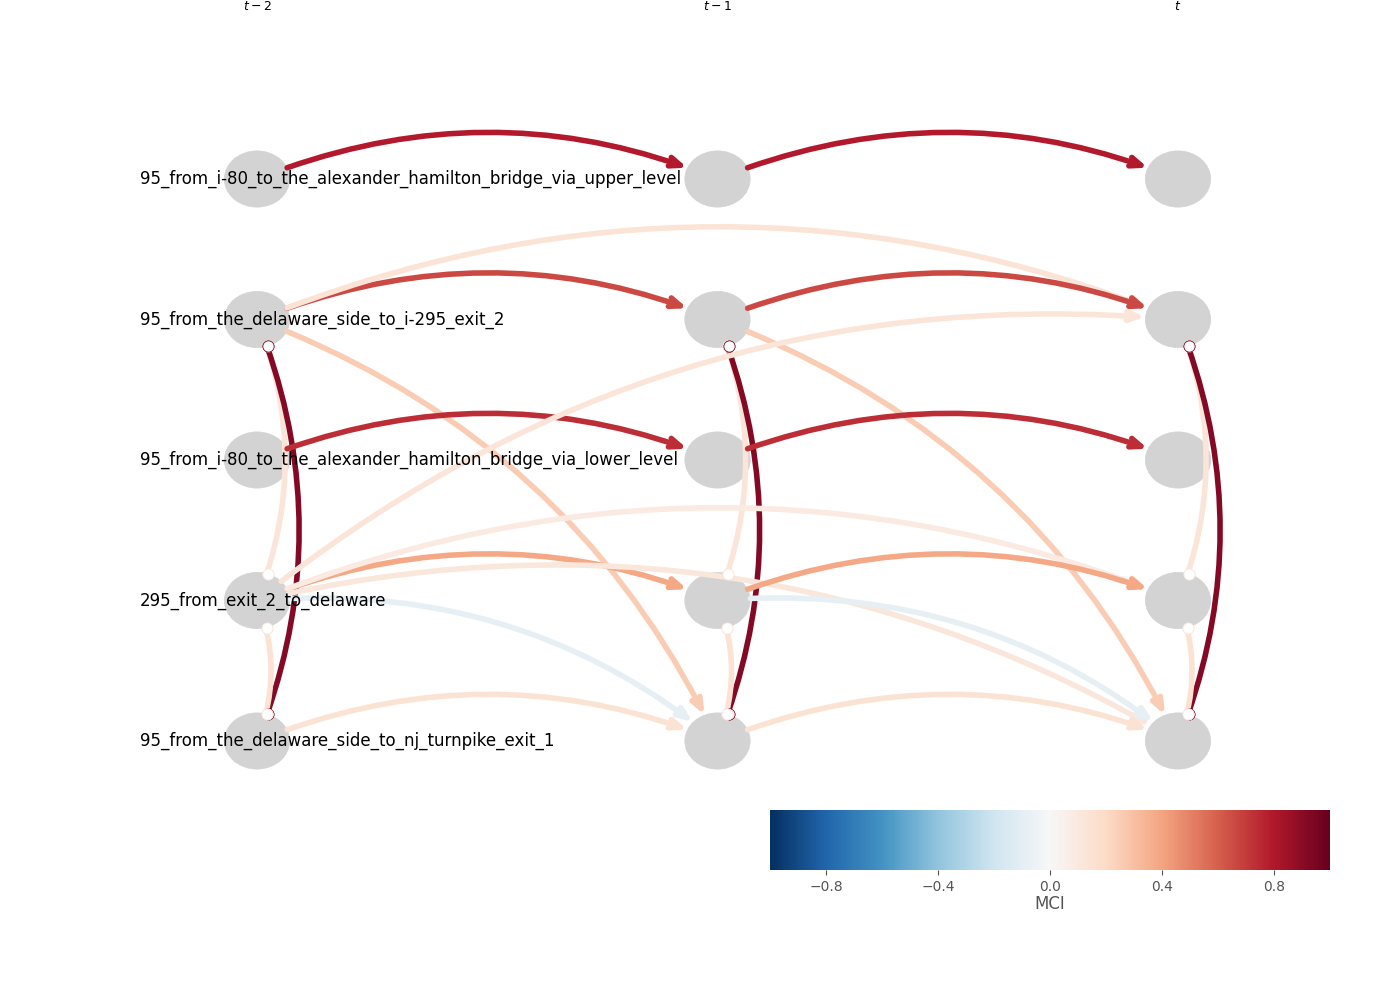 t − 2 t − 1 t
95_from_i-80_to_the_alexander_hamilton_bridge_via_upper_level
95_from_the_delaware_side_to_i-295_exit_2
95_from_i-80_to_the_alexander_hamilton_bridge_via_lower_level
295_from_exit_2_to_delaware
95_from_the_delaware_side_to_nj_turnpike_exit_1
−0.8 −0.4 0.0 0.4 0.8
MCI